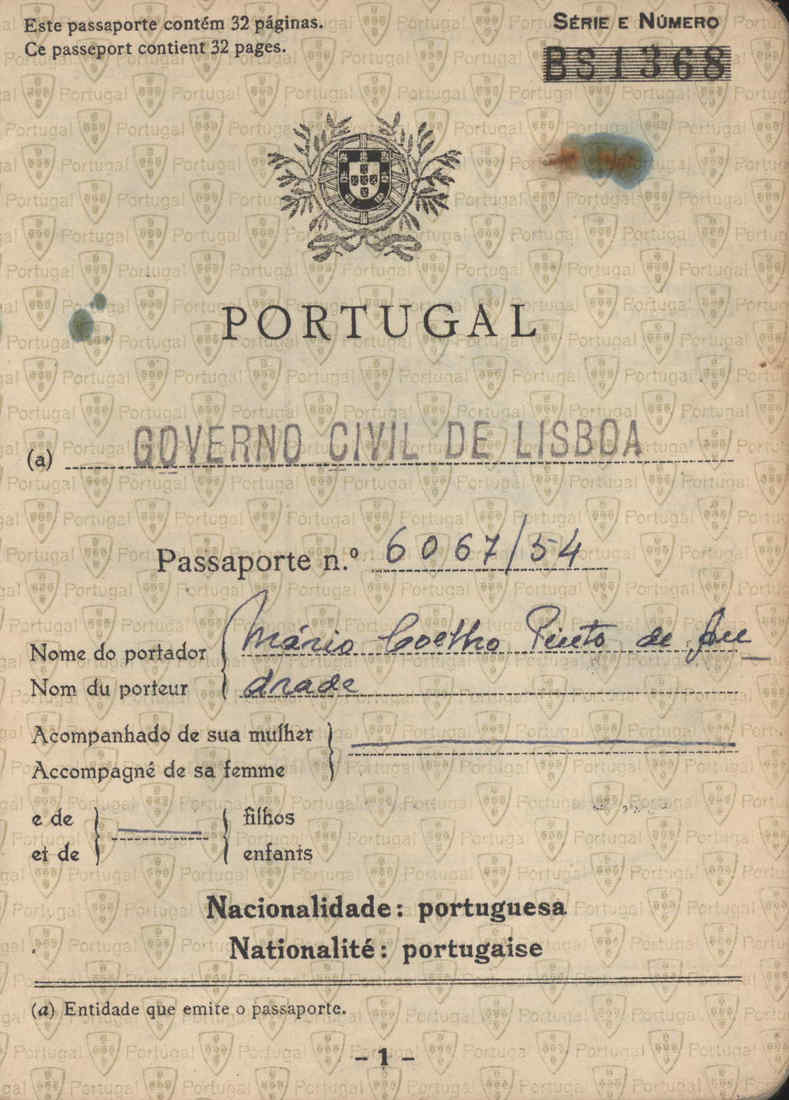 Este passaporte contém 32 páginas.
Ce passeport contient 32 pages.
SÉRIE E NÚMERO
BS1368
PORTUGAL
(a) GOVERNO CIVIL DE LISBOA
Passaporte n.º 6067/54
Nome do portador Mário Coelho Pinto de An
Nom du porteur drade
Acompanhado de sua mulher
Accompagné de sa femme
e de filhos
et de enfants
Nacionalidade: portuguesa
Nationalité: portugaise
(a) Entidade que emite o passaporte.
- 1 -